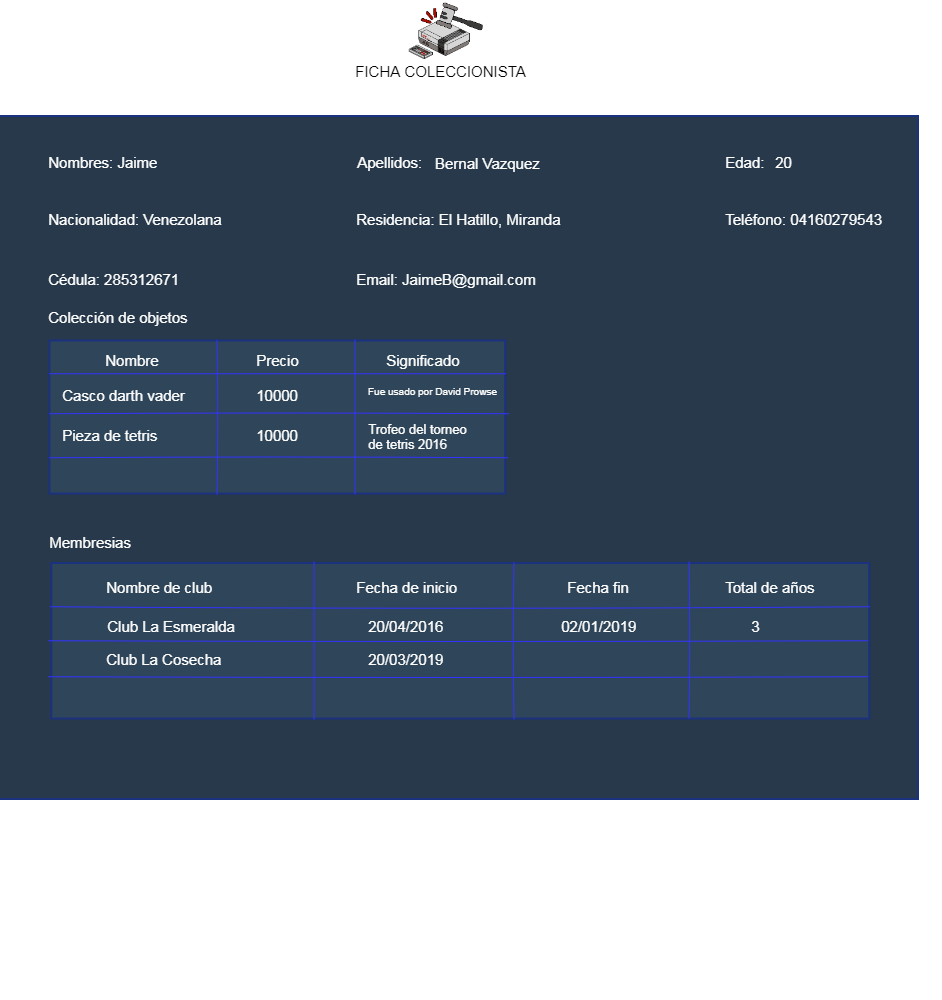 FICHA COLECCIONISTA
Nombres: Jaime Apellidos: Bernal Vazquez Edad: 20
Nacionalidad: Venezolana Residencia: El Hatillo, Miranda Teléfono: 04160279543
Cédula: 285312671 Email: JaimeB@gmail.com
Colección de objetos
Nombre Precio Significado
Casco darth vader 10000 Fue usado por David Prowse
Pieza de tetris 10000 Trofeo del torneo
de tetris 2016
Membresias
Nombre de club Fecha de inicio Fecha fin Total de años
Club La Esmeralda 20/04/2016 02/01/2019 3
Club La Cosecha 20/03/2019